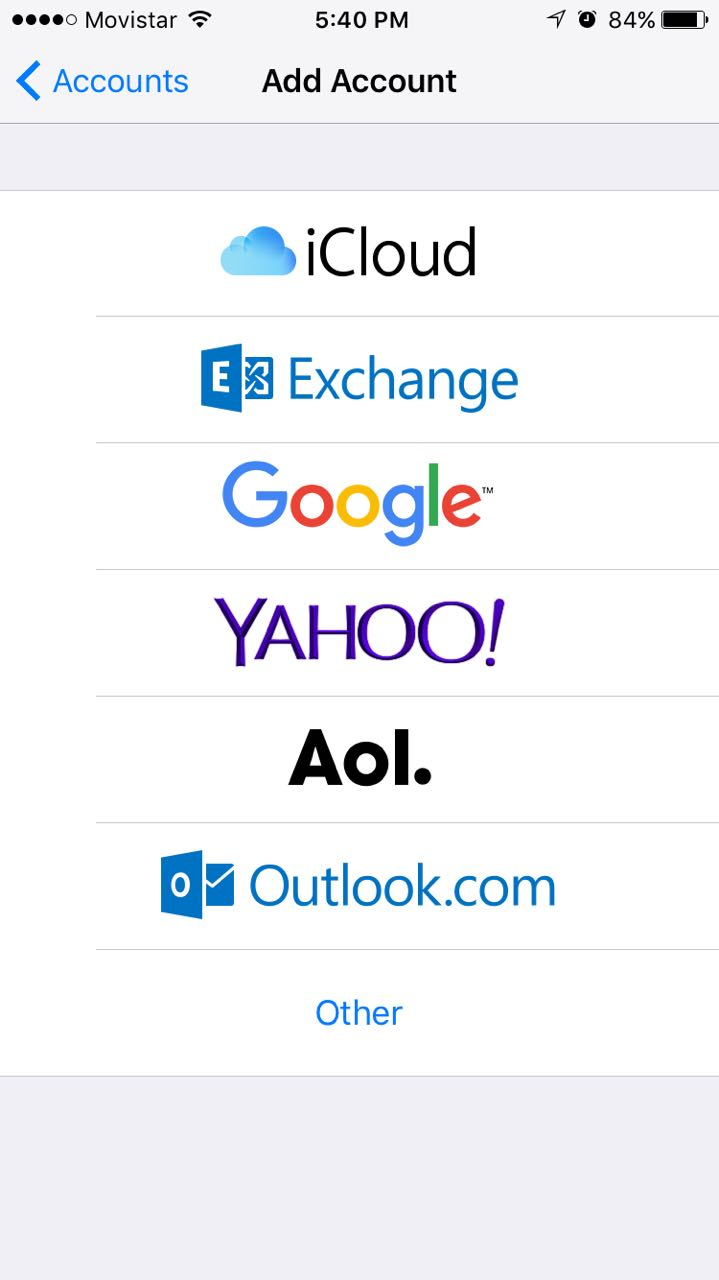 Movistar 5:40 PM 84%
Accounts Add Account
iCloud
E Exchange
Google™
YAHOO!
Aol.
O Outlook.com
Other